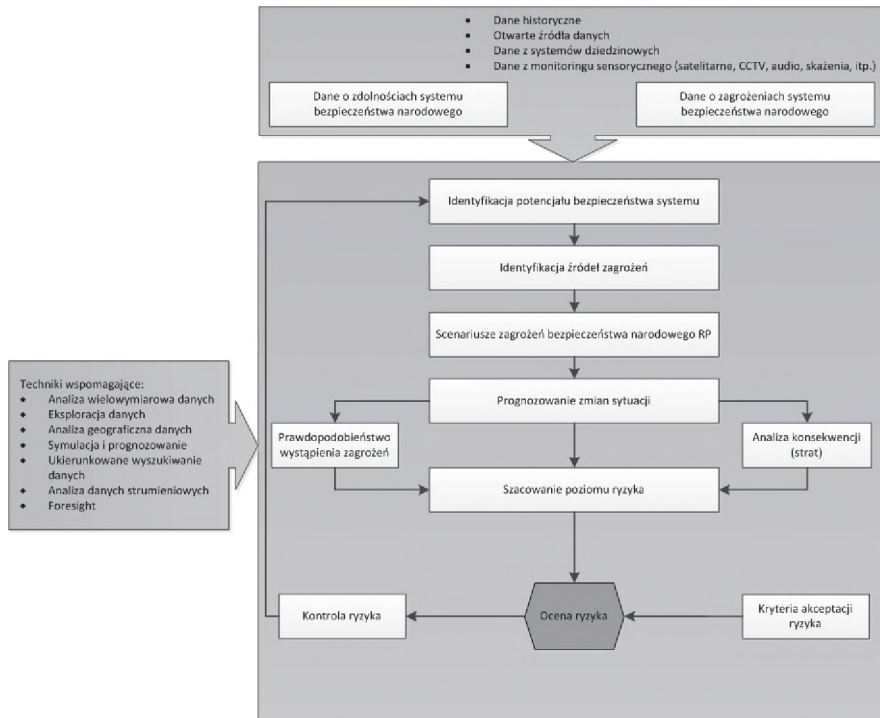 • Dane historyczne
• Otwarte źródła danych
• Dane z systemów dziedzinowych
• Dane z monitoringu sensorycznego (satelitarne, CCTV, audio, skażenia, itp.)
Dane o zdolnościach systemu
bezpieczeństwa narodowego
Dane o zagrożeniach systemu
bezpieczeństwa narodowego
Identyfikacja potencjału bezpieczeństwa systemu
Identyfikacja źródeł zagrożeń
Scenariusze zagrożeń bezpieczeństwa narodowego RP
Prognozowanie zmian sytuacji
Prawdopodobieństwo
wystąpienia zagrożeń
Analiza konsekwencji
(strat)
Szacowanie poziomu ryzyka
Kontrola ryzyka
Ocena ryzyka
Kryteria akceptacji
ryzyka
Techniki wspomagające:
• Analiza wielowymiarowa danych
• Eksploracja danych
• Analiza geograficzna danych
• Symulacja i prognozowanie
• Ukierunkowane wyszukiwanie
danych
• Analiza danych strumieniowych
• Foresight